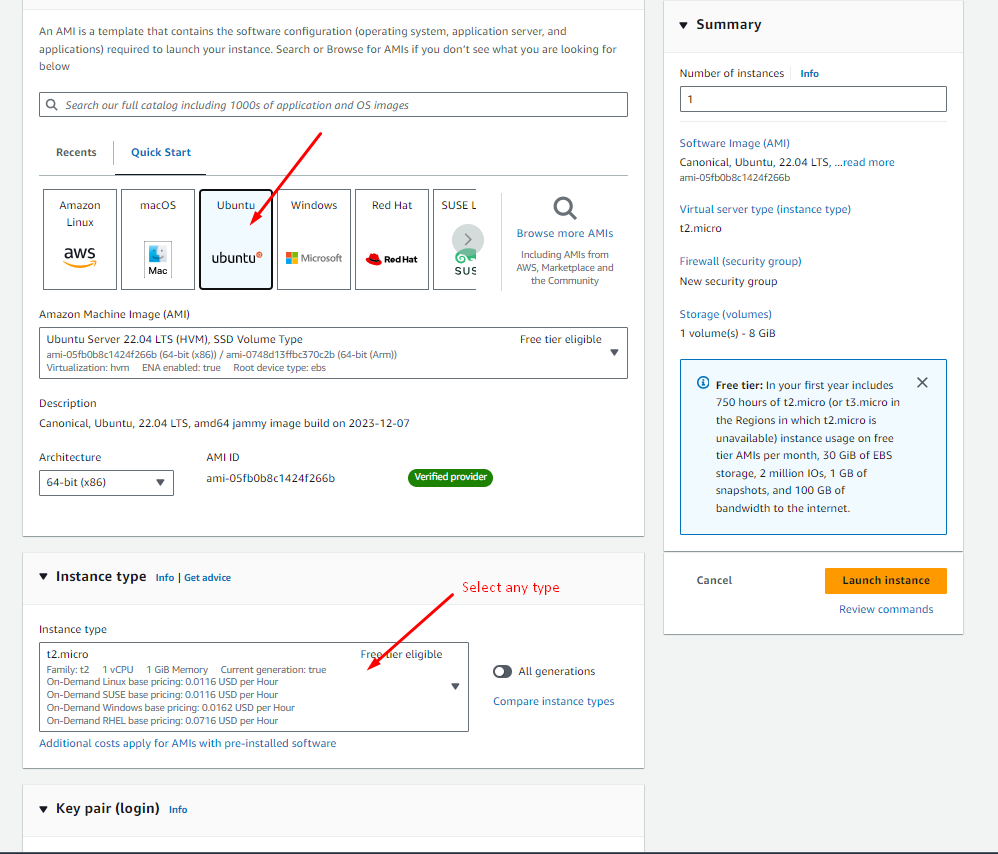 An AMI is a template that contains the software configuration (operating system, application server, and
applications) required to launch your instance. Search or Browse for AMIs if you don't see what you are looking for
below
Search our full catalog including 1000s of application and OS images
Recents
Quick Start
Amazon
Linux
aws
macOS
Mac
Ubuntu
ubuntu
Windows
Microsoft
Red Hat
Red Hat
SUSE L
SUS
Browse more AMIs
Including AMIs from
AWS, Marketplace and
the Community
Amazon Machine Image (AMI)
Ubuntu Server 22.04 LTS (HVM), SSD Volume Type
Free tier eligible
ami-05fb0b8c1424f266b (64-bit (x86)) / ami-0748d13ffbc370c2b (64-bit (Arm))
Virtualization: hvm ENA enabled: true Root device type: ebs
Description
Canonical, Ubuntu, 22.04 LTS, amd64 jammy image build on 2023-12-07
Architecture
AMI ID
64-bit (x86)
ami-05fb0b8c1424f266b
Verified provider
Instance type Info | Get advice
Select any type
Instance type
t2.micro
Free tier eligible
Family: t2 1 vCPU 1 GiB Memory Current generation: true
On-Demand Linux base pricing: 0.0116 USD per Hour
On-Demand SUSE base pricing: 0.0116 USD per Hour
On-Demand Windows base pricing: 0.0162 USD per Hour
On-Demand RHEL base pricing: 0.0716 USD per Hour
All generations
Compare instance types
Additional costs apply for AMIs with pre-installed software
Key pair (login) Info
Summary
Number of instances Info
1
Software Image (AMI)
Canonical, Ubuntu, 22.04 LTS, ...read more
ami-05fb0b8c1424f266b
Virtual server type (instance type)
t2.micro
Firewall (security group)
New security group
Storage (volumes)
1 volume(s) - 8 GiB
Free tier: In your first year includes
750 hours of t2.micro (or t3.micro in
the Regions in which t2.micro is
unavailable) instance usage on free
tier AMIs per month, 30 GiB of EBS
storage, 2 million IOs, 1 GB of
snapshots, and 100 GB of
bandwidth to the internet.
Cancel
Launch instance
Review commands